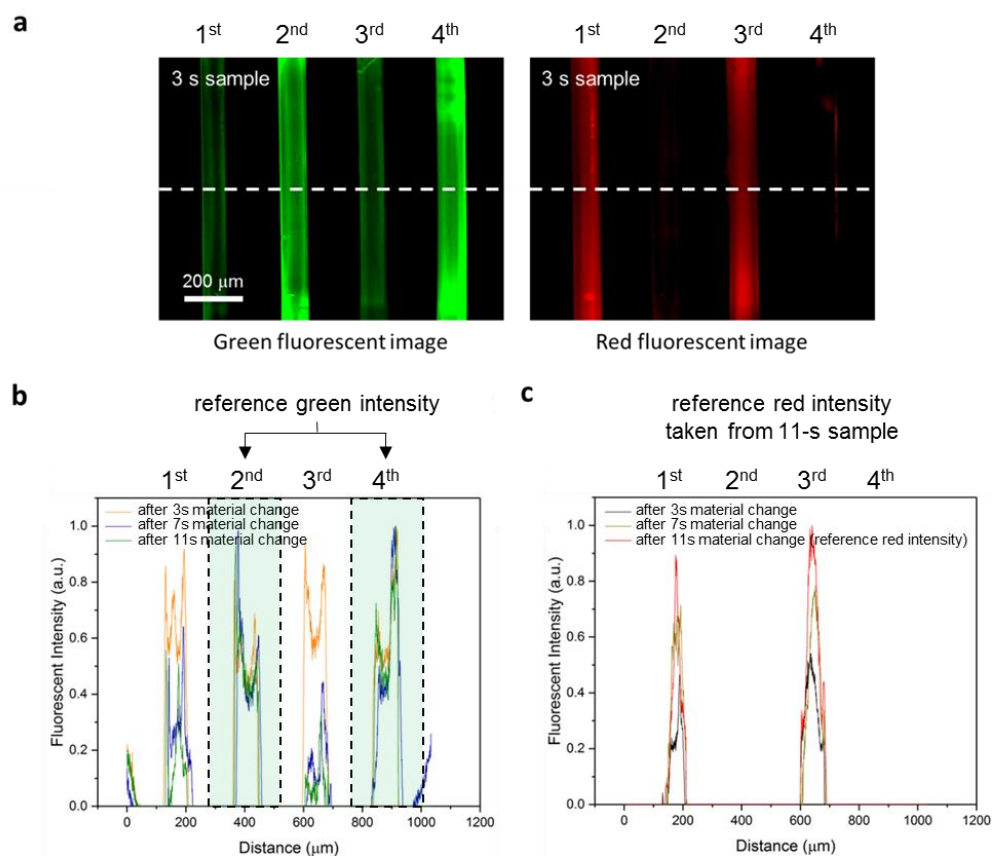 a
1st 2nd 3rd 4th 1st 2nd 3rd 4th
3 s sample 3 s sample
200 μm
Green fluorescent image Red fluorescent image
b c
reference green intensity
reference red intensity
taken from 11-s sample
1st 2nd 3rd 4th 1st 2nd 3rd 4th
after 3s material change
after 7s material change
after 11s material change
Fluorescent Intensity (a.u.)
1.0
0.8
0.6
0.4
0.2
0.0
0 200 400 600 800 1000 1200
Distance (μm)
after 3s material change
after 7s material change
after 11s material change (reference red intensity)
Fluorescent Intensity (a.u.)
1.0
0.8
0.6
0.4
0.2
0.0
0 200 400 600 800 1000 1200
Distance (μm)